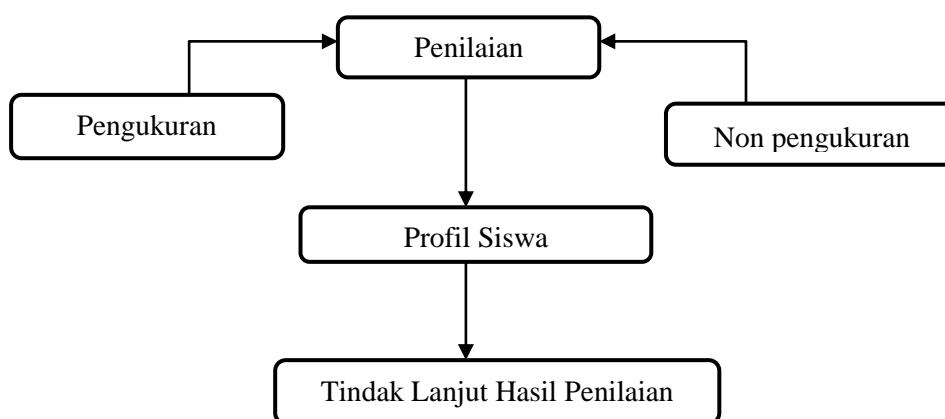 Penilaian
Pengukuran
Non pengukuran
Profil Siswa
Tindak Lanjut Hasil Penilaian